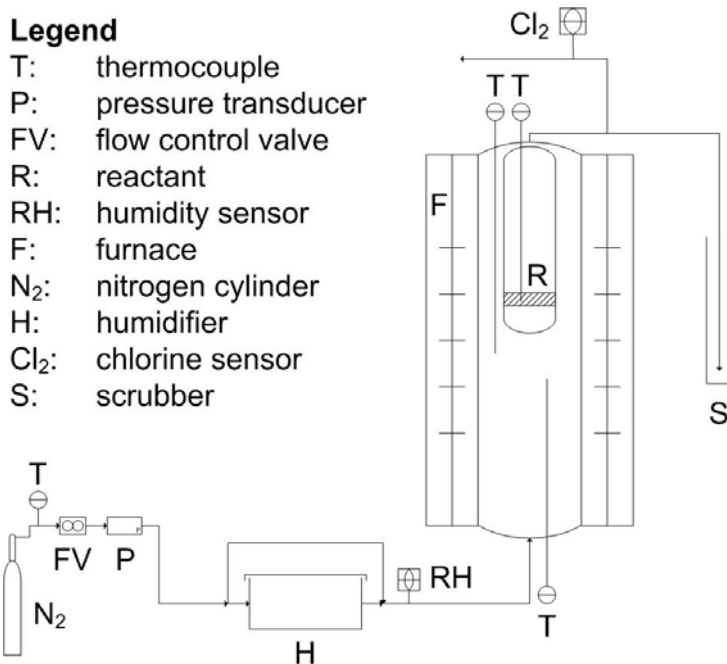 Legend
T: thermocouple
P: pressure transducer
FV: flow control valve
R: reactant
RH: humidity sensor
F: furnace
N₂: nitrogen cylinder
H: humidifier
Cl₂: chlorine sensor
S: scrubber
Cl₂
T T
F
R
S
T
FV P
N₂
H
RH
T